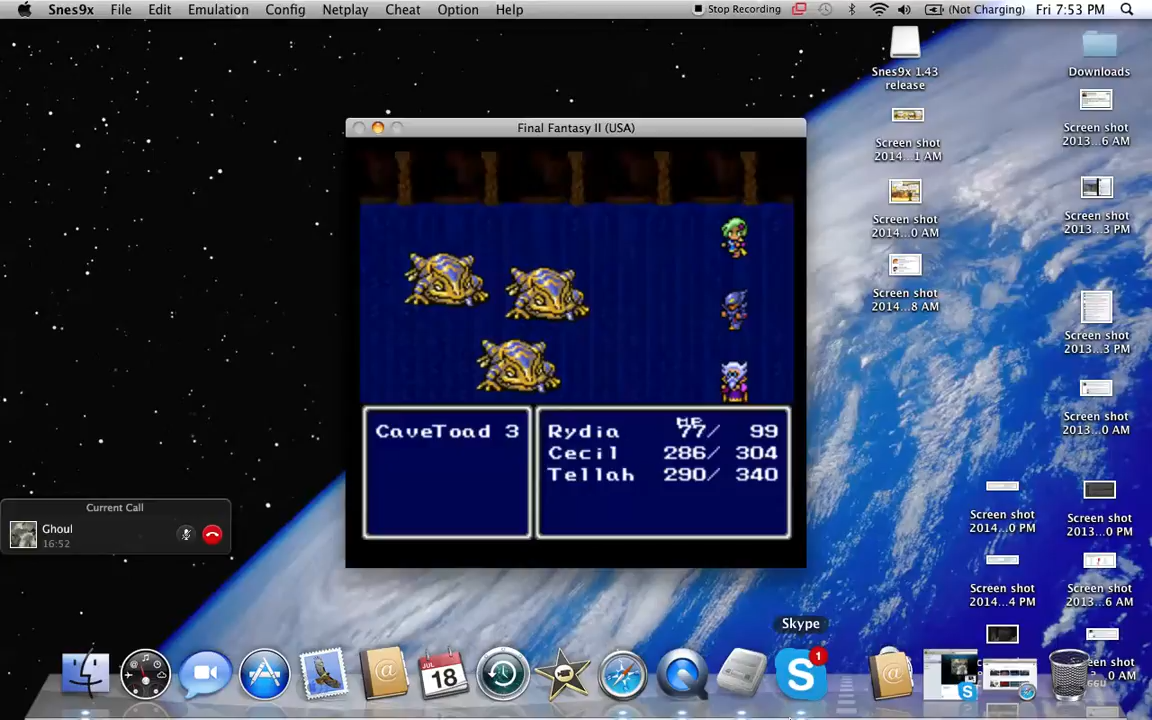 Snes9x File Edit Emulation Config Netplay Cheat Option Help Stop Recording (Not Charging) Fri 7:53 PM
Snes9x 1.43
release
Downloads
Screen shot
2014...1 AM
Screen shot
2013...6 AM
Screen shot
2014...0 AM
Screen shot
2013...3 PM
Screen shot
2014...8 AM
Screen shot
2013...3 PM
Screen shot
2013...0 AM
Screen shot
2014...0 PM
Screen shot
2013...0 PM
Screen shot
2014...4 PM
Screen shot
2013...6 AM
0 AM
Final Fantasy II (USA)
CaveToad 3
Rydia 77/ 99
Cecil 286/ 304
Tellah 290/ 340
Current Call
Ghoul
16:52
Skype
1
JUL
18